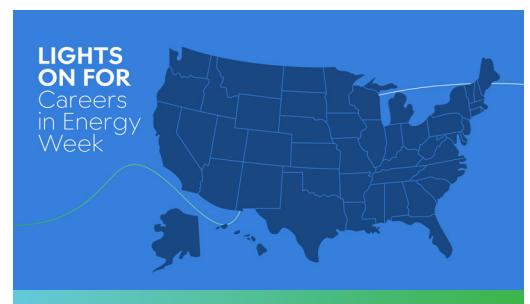 LIGHTS
ON FOR
Careers
in Energy
Week